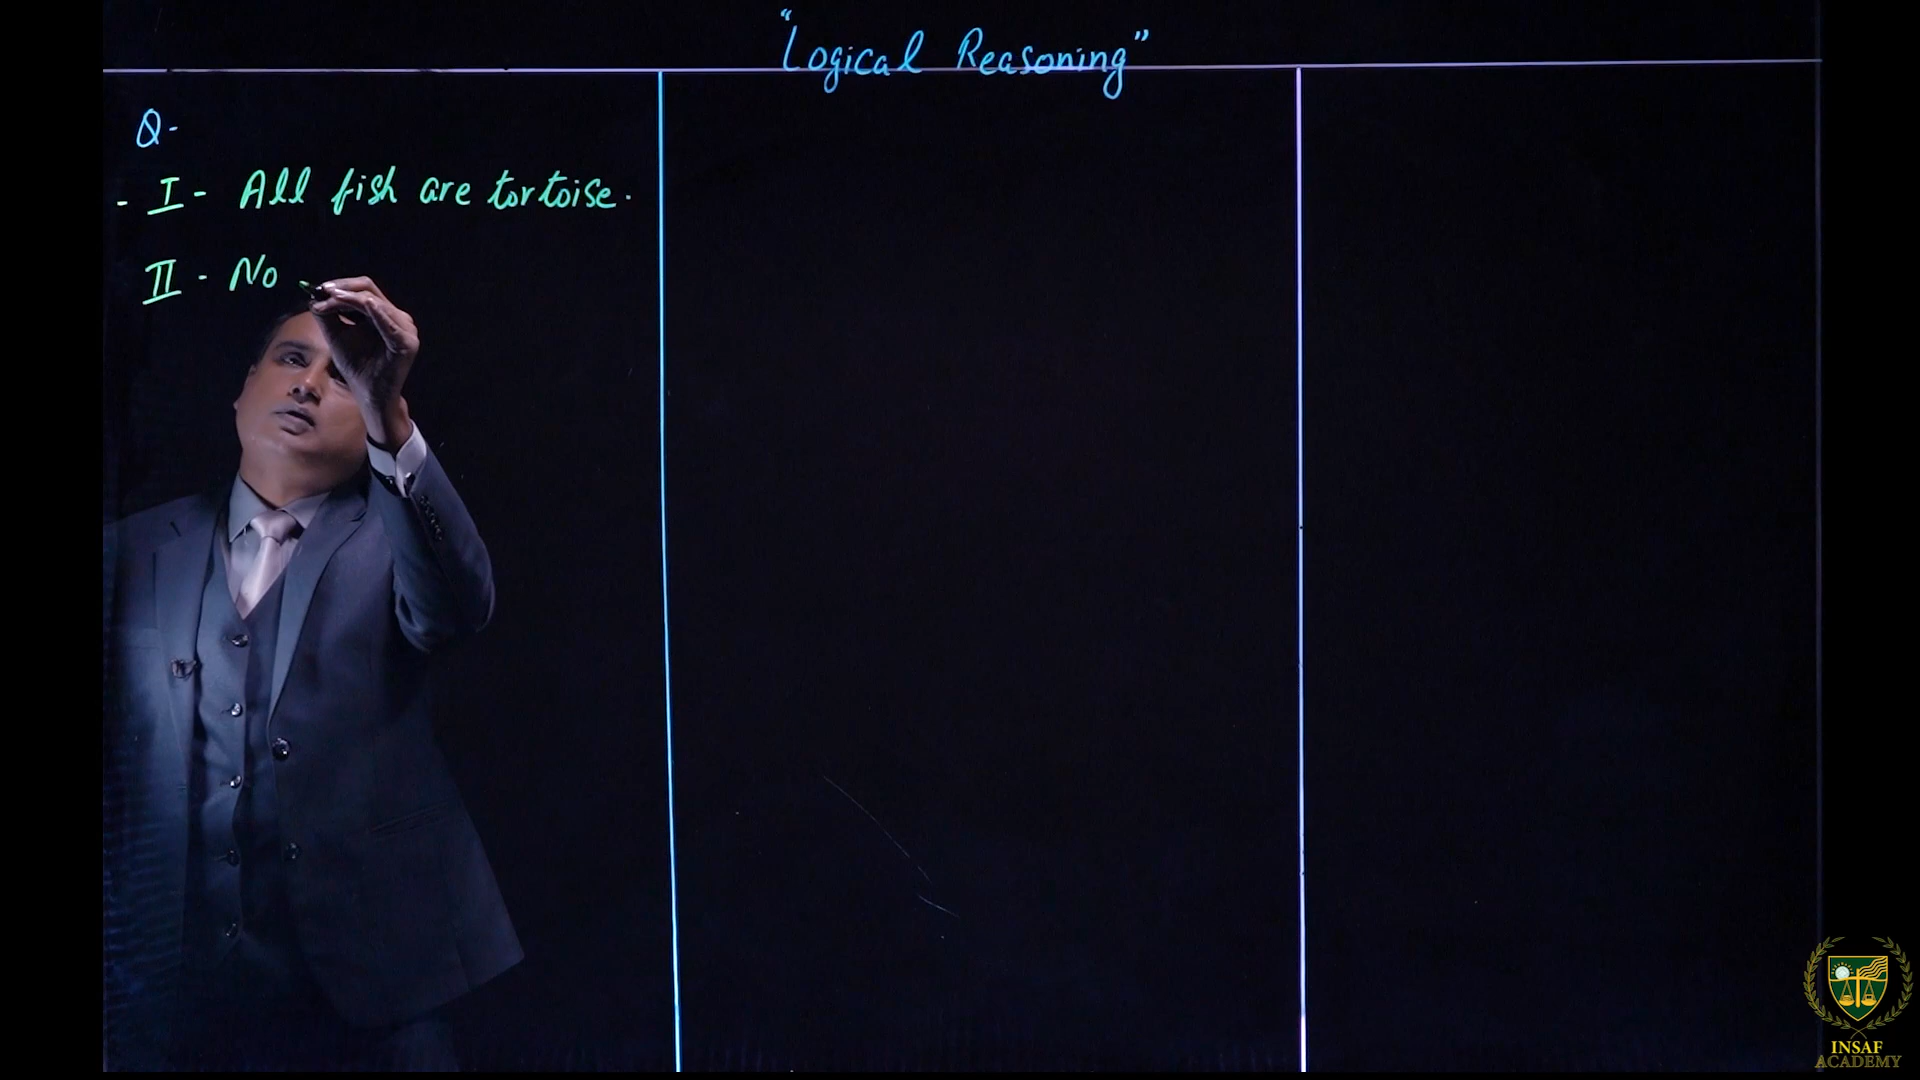 "Logical Reasoning"
Q-
- I - All fish are tortoise.
II - No
INSAF
ACADEMY